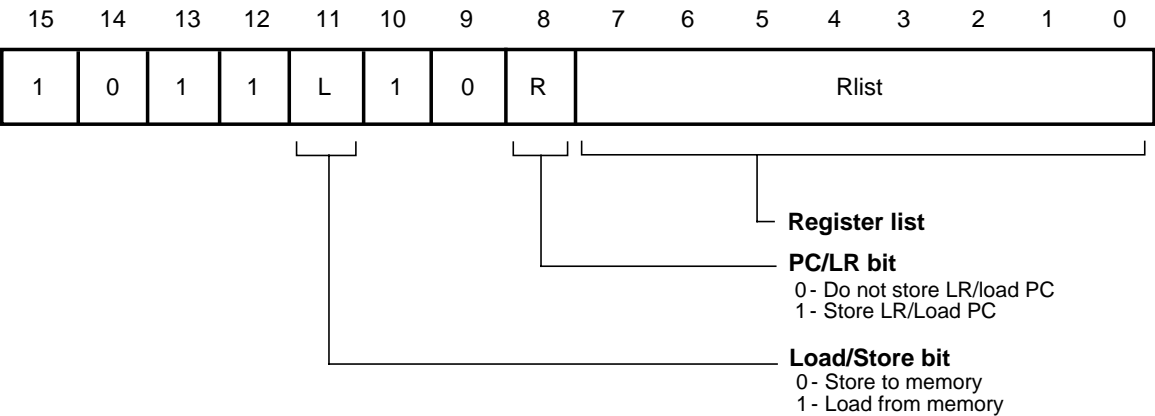 15 14 13 12 11 10 9 8 7 6 5 4 3 2 1 0
1 0 1 1 L 1 0 R Rlist
Register list
PC/LR bit
0 - Do not store LR/load PC
1 - Store LR/Load PC
Load/Store bit
0 - Store to memory
1 - Load from memory